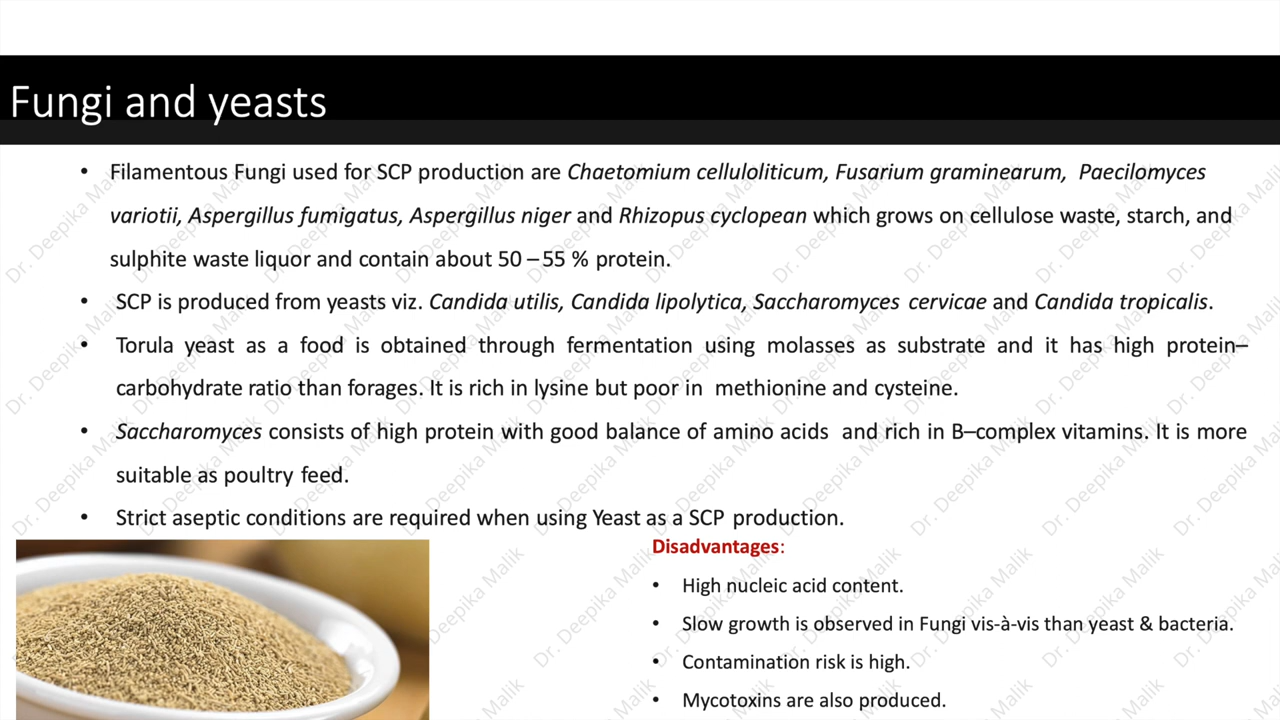 Fungi and yeasts
• Filamentous Fungi used for SCP production are Chaetomium celluloliticum, Fusarium graminearum, Paecilomyces
variotii, Aspergillus fumigatus, Aspergillus niger and Rhizopus cyclopean which grows on cellulose waste, starch, and
sulphite waste liquor and contain about 50 – 55 % protein.
• SCP is produced from yeasts viz. Candida utilis, Candida lipolytica, Saccharomyces cervicae and Candida tropicalis.
• Torula yeast as a food is obtained through fermentation using molasses as substrate and it has high protein–
carbohydrate ratio than forages. It is rich in lysine but poor in methionine and cysteine.
• Saccharomyces consists of high protein with good balance of amino acids and rich in B–complex vitamins. It is more
suitable as poultry feed.
• Strict aseptic conditions are required when using Yeast as a SCP production.
Disadvantages:
• High nucleic acid content.
• Slow growth is observed in Fungi vis-à-vis than yeast & bacteria.
• Contamination risk is high.
• Mycotoxins are also produced.
Dr. Deepika Malik